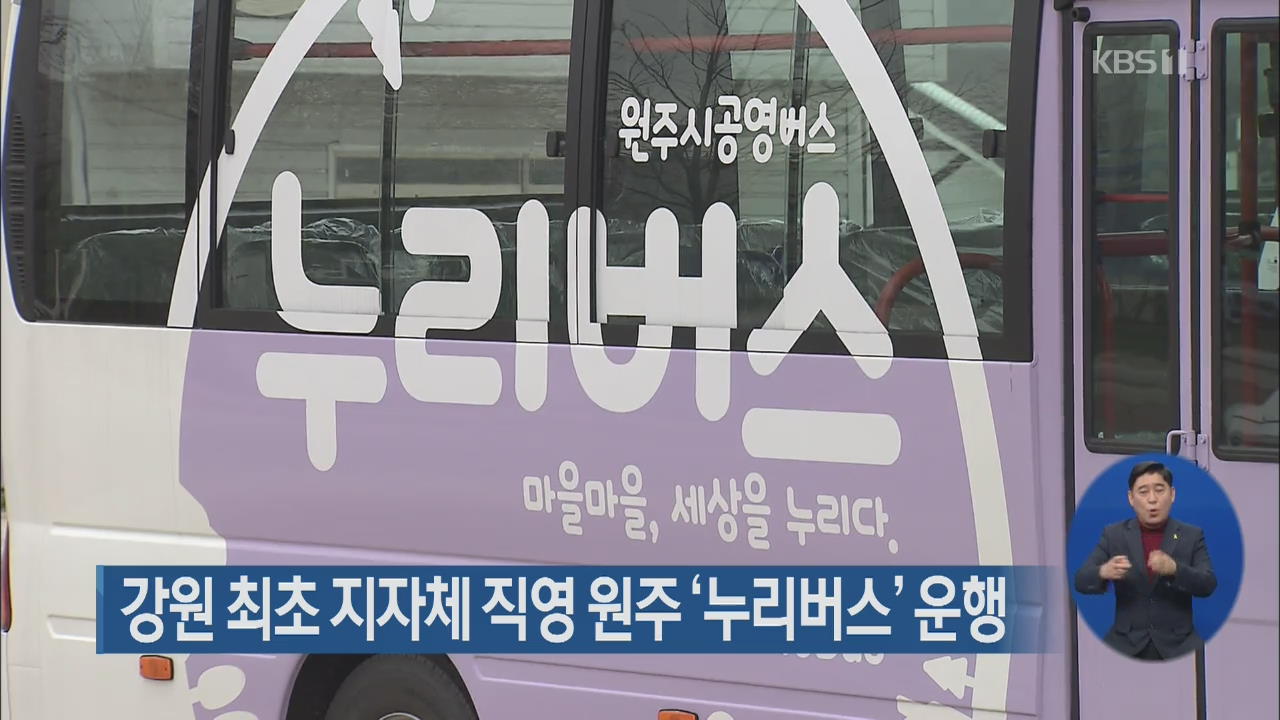 KBS 1
원주시공영버스
누리버스
마을마을, 세상을 누리다.
강원 최초 지자체 직영 원주 ‘누리버스’ 운행